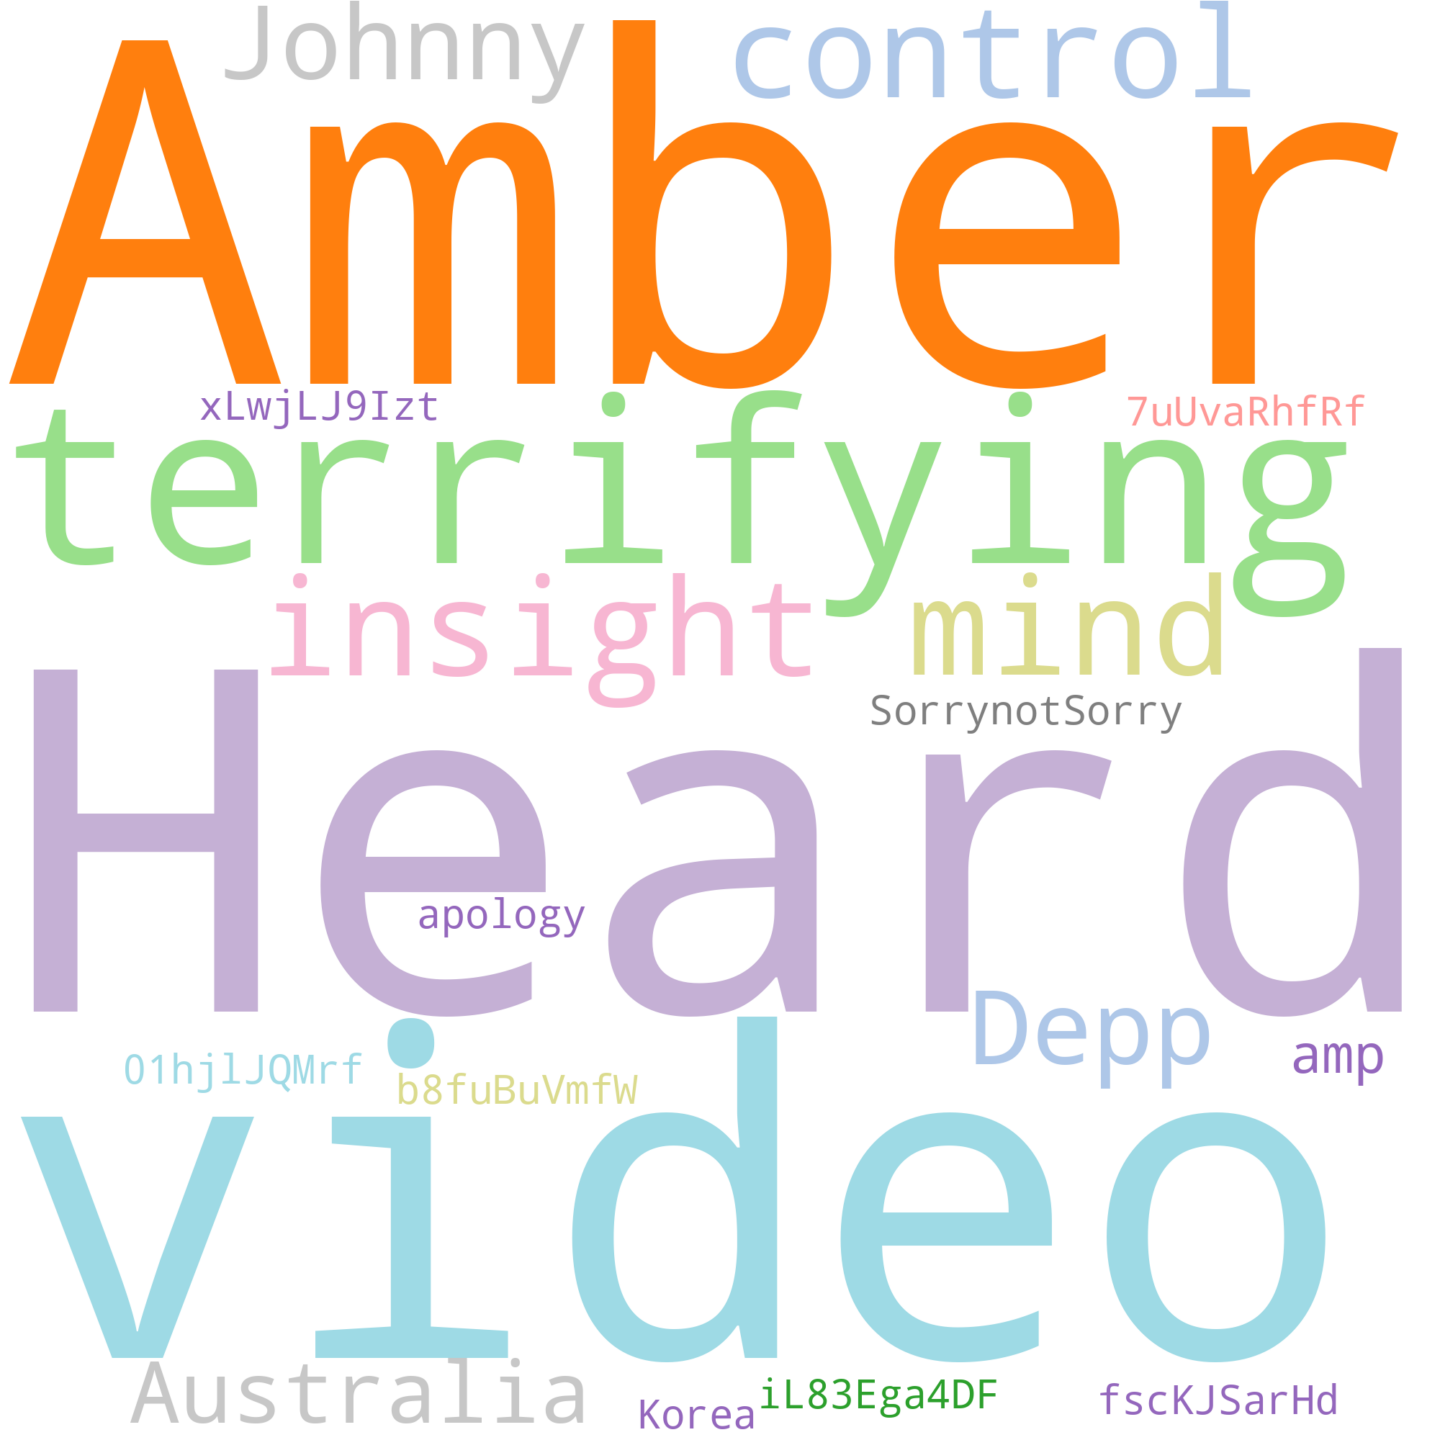 Johnny control
Amber
xLwjLJ9Izt 7uUvaRhfRf
terrifying
insight mind
SorrynotSorry
Heard
apology
Depp
amp
01hjlJQMrf b8fuBuVmfW
video
Australia
Korea iL83Ega4DF fscKJSarHd